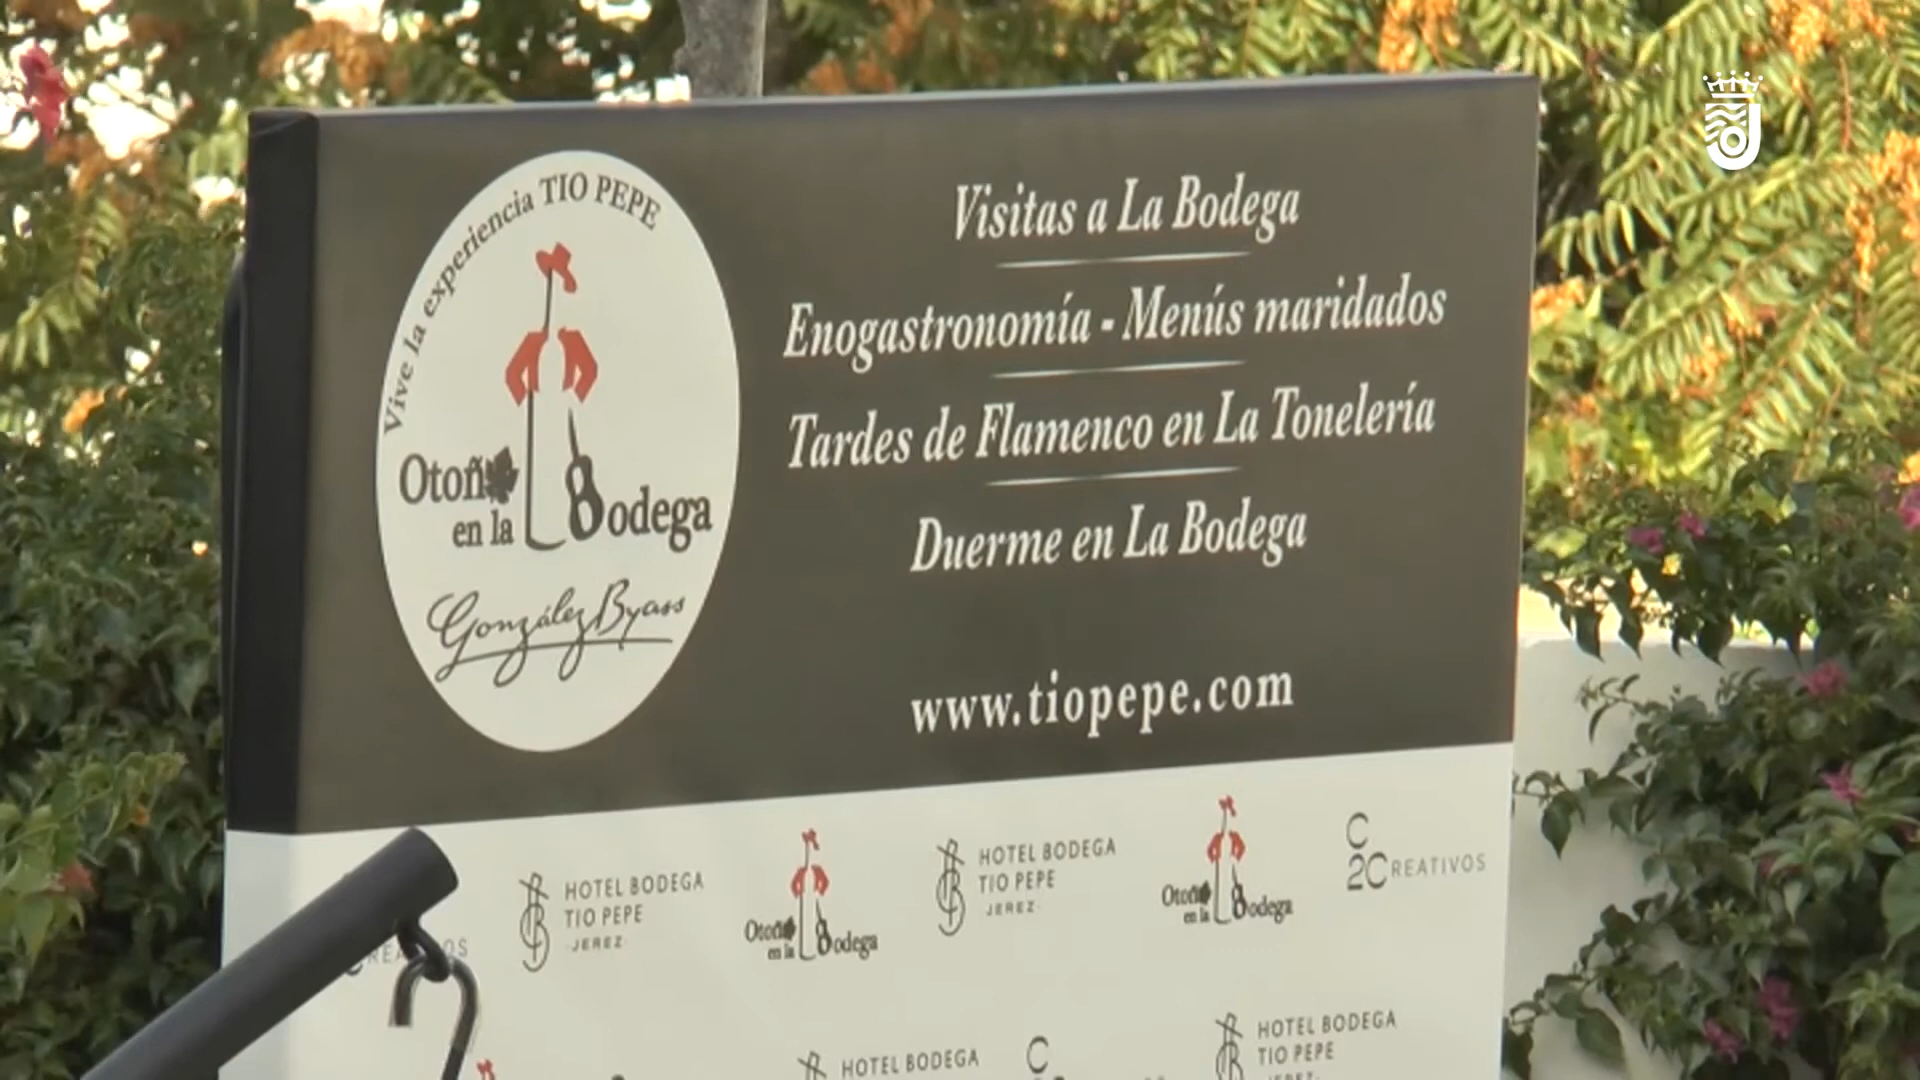 Vive la experiencia TIO PEPE
Otoño
en la Bodega
González Byass
Visitas a La Bodega
Enogastronomía - Menús maridados
Tardes de Flamenco en La Tonelería
Duerme en La Bodega
www.tiopepe.com
HOTEL BODEGA
TIO PEPE
JEREZ
Otoño
en la Bodega
HOTEL BODEGA
TIO PEPE
JEREZ
Otoño
en la Bodega
C
2CREATIVOS
HOTEL BODEGA
HOTEL BODEGA
TIO PEPE
JEREZ